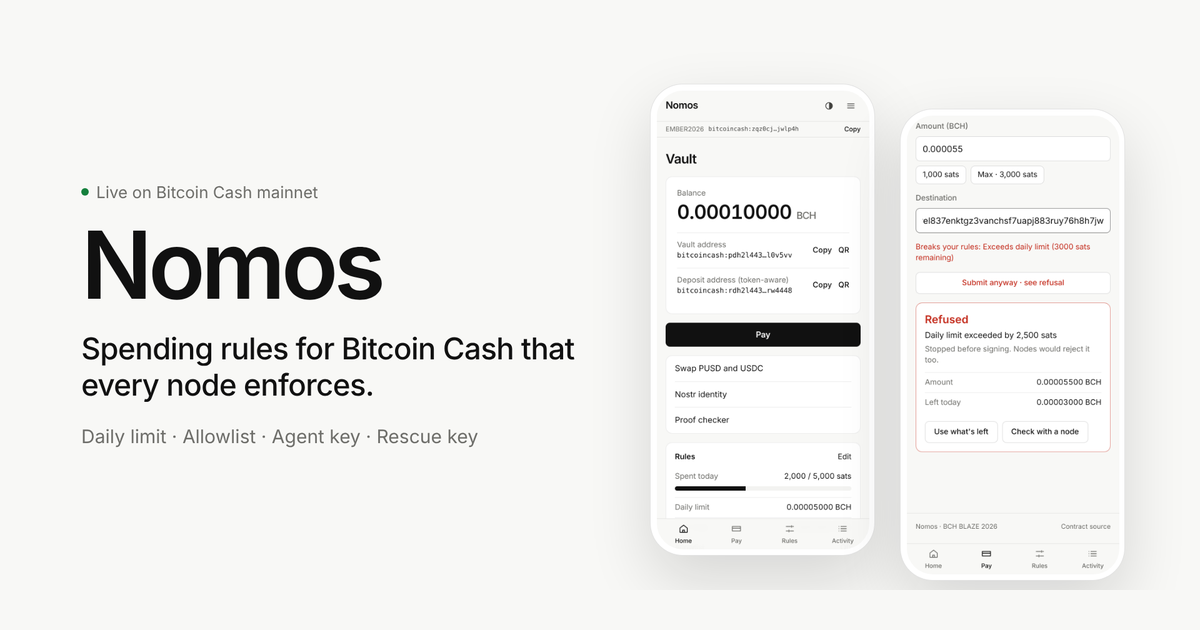 Live on Bitcoin Cash mainnet
Nomos
Spending rules for Bitcoin Cash that
every node enforces.
Daily limit · Allowlist · Agent key · Rescue key
Nomos
EMBER2026 bitcoincash:zqz0cj…jwlp4h Copy
Vault
Balance
0.00010000 BCH
Vault address
bitcoincash:pdh2l443…l0v5vv Copy QR
Deposit address (token-aware)
bitcoincash:rdh2l443…rw4448 Copy QR
Pay
Swap PUSD and USDC
Nostr identity
Proof checker
Rules Edit
Spent today 2,000 / 5,000 sats
Daily limit 0.00005000 BCH
Home Pay Rules Activity
Amount (BCH)
0.000055
1,000 sats Max · 3,000 sats
Destination
el837enktgz3vanchsf7uapj883ruy76h8h7jw
Breaks your rules: Exceeds daily limit (3000 sats
remaining)
Submit anyway · see refusal
Refused
Daily limit exceeded by 2,500 sats
Stopped before signing. Nodes would reject it
too.
Amount 0.00005500 BCH
Left today 0.00003000 BCH
Use what's left Check with a node
Nomos · BCH BLAZE 2026 Contract source
Home Pay Rules Activity